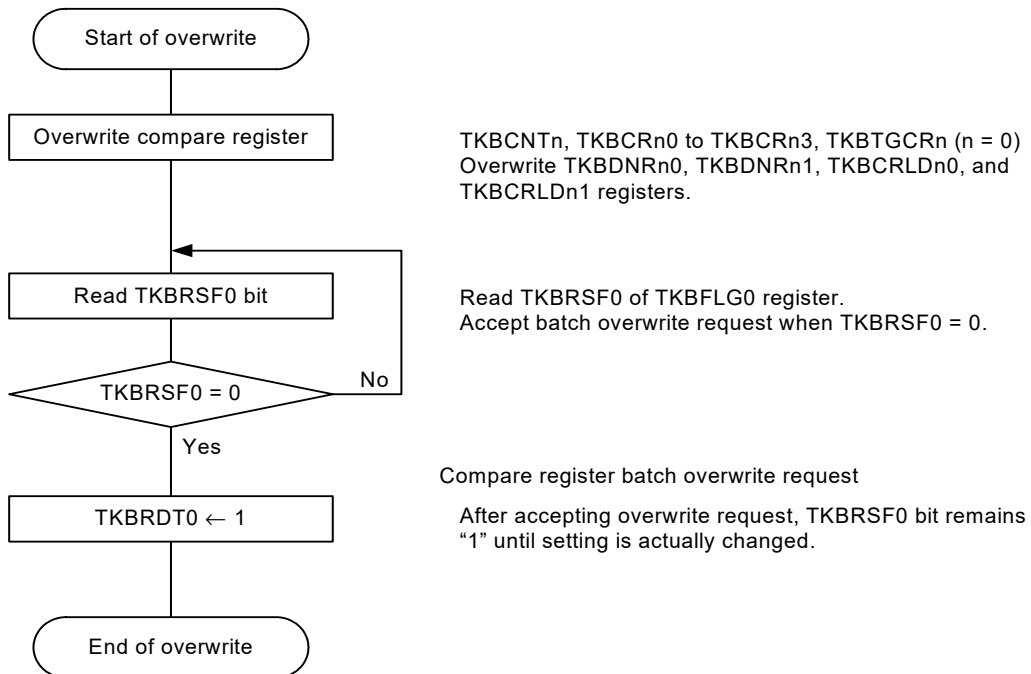 Start of overwrite
Overwrite compare register
TKBCNTn, TKBCRn0 to TKBCRn3, TKBTGCRn (n = 0)
Overwrite TKBDNRn0, TKBDNRn1, TKBCRLDn0, and
TKBCRLDn1 registers.
Read TKBRSF0 bit
Read TKBRSF0 of TKBFLG0 register.
Accept batch overwrite request when TKBRSF0 = 0.
TKBRSF0 = 0
No
Yes
Compare register batch overwrite request
TKBRDT0 ← 1
After accepting overwrite request, TKBRSF0 bit remains
“1” until setting is actually changed.
End of overwrite